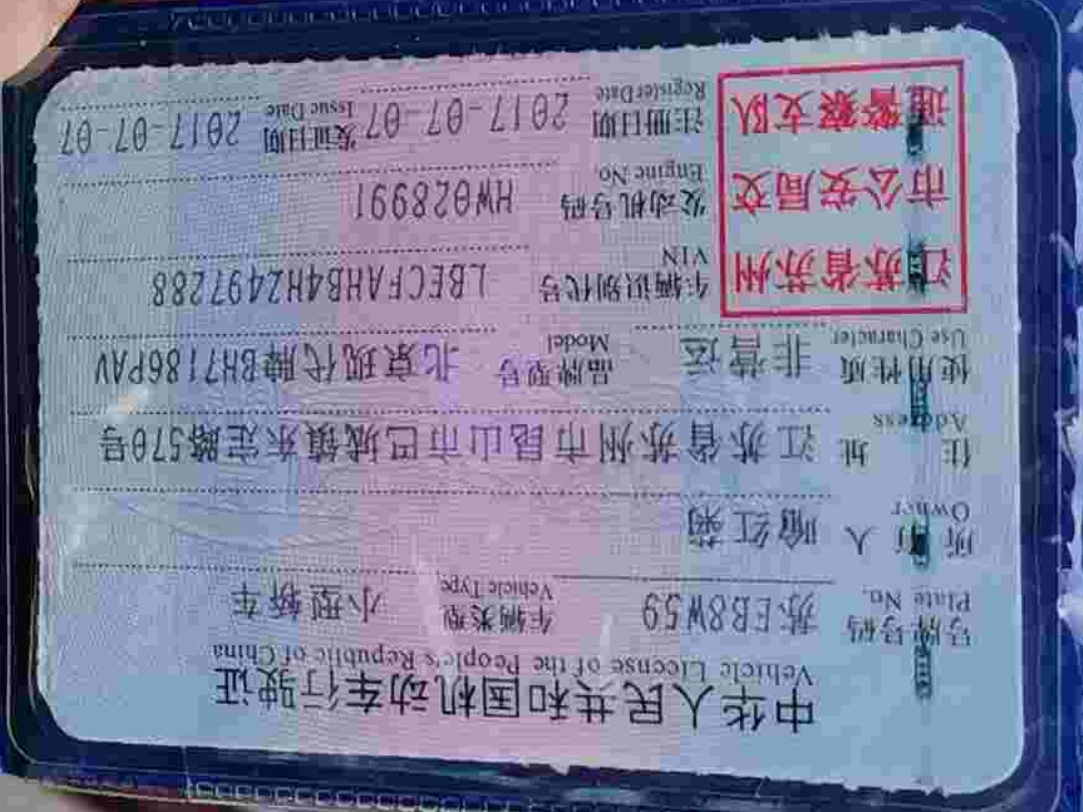 中华人民共和国机动车行驶证
Vehicle License of the People's Republic of China
号牌号码 苏EB8W59 车辆类型 小型轿车
Plate No. Vehicle Type
所有人 喻红菊
Owner
住址 江苏省苏州市昆山市巴城镇东定路570号
Address
使用性质 非营运 品牌型号 北京现代牌BH7186PAV
Use Character Model
江苏省苏州
市公安局交
通警察支队
车辆识别代号 LBECFAHB4HZ497288
VIN
发动机号码 HW028991
Engine No.
注册日期 2017-07-07 发证日期 2017-07-07
Register Date Issue Date